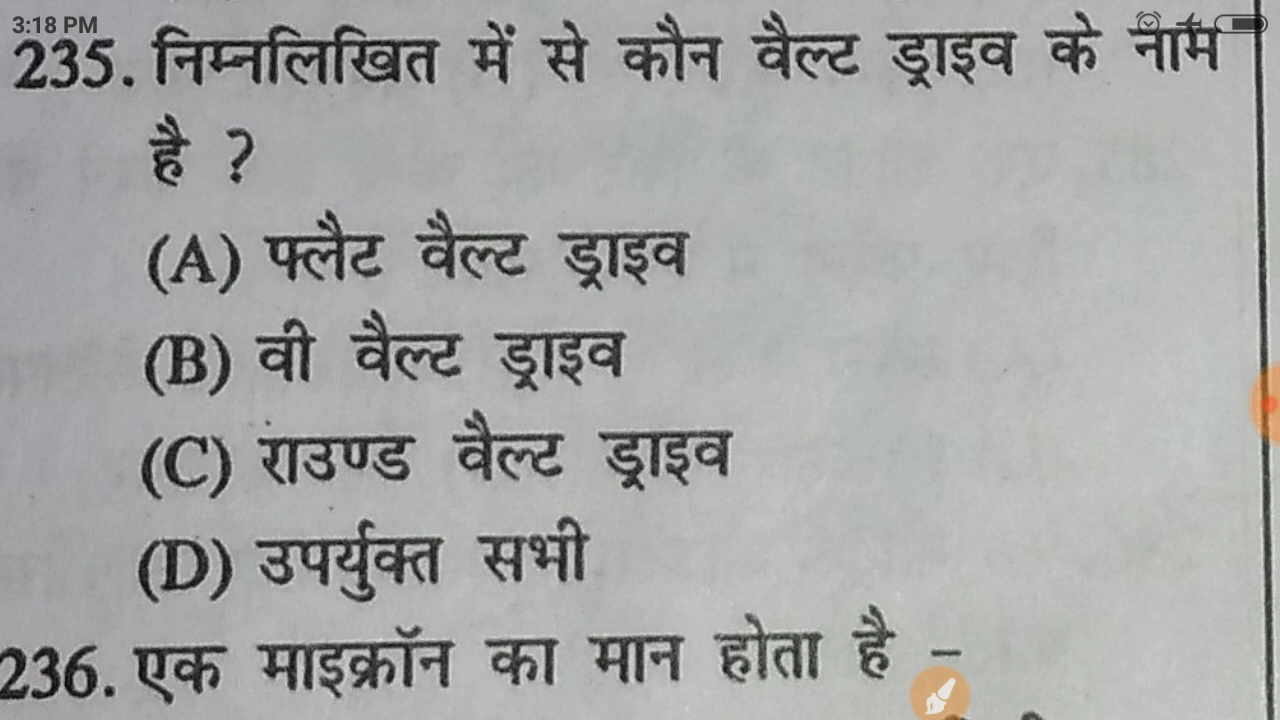 3:18 PM
235. निम्नलिखित में से कौन वैल्ट ड्राइव के नाम
है ?
(A) फ्लैट वैल्ट ड्राइव
(B) वी वैल्ट ड्राइव
(C) राउण्ड वैल्ट ड्राइव
(D) उपर्युक्त सभी
236. एक माइक्रॉन का मान होता है –